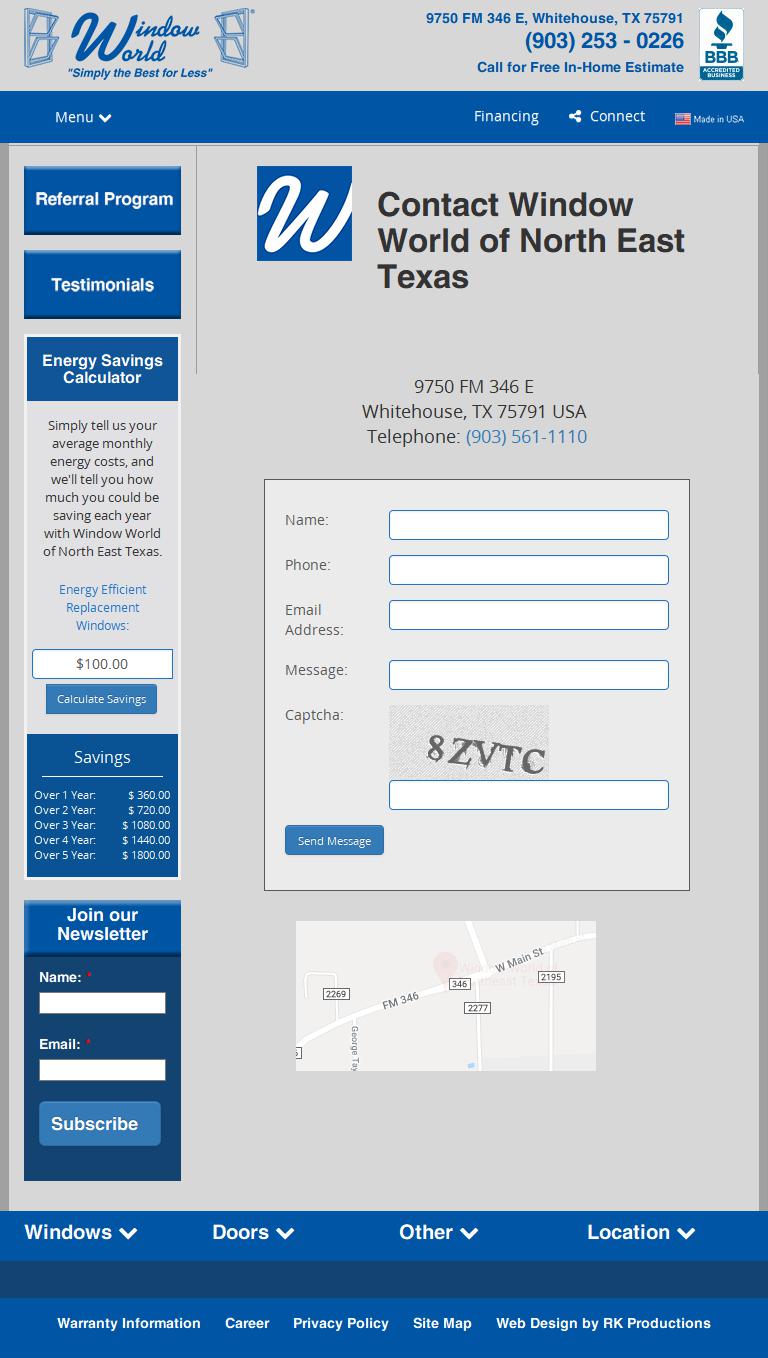 Window World®
"Simply the Best for Less"
9750 FM 346 E, Whitehouse, TX 75791
(903) 253 - 0226
Call for Free In-Home Estimate
BBB
ACCREDITED BUSINESS
Menu
Financing
Connect
Made in USA
Referral Program
Testimonials
Energy Savings
Calculator
Simply tell us your
average monthly
energy costs, and
we'll tell you how
much you could be
saving each year
with Window World
of North East Texas.
Energy Efficient
Replacement
Windows:
$100.00
Calculate Savings
Savings
Over 1 Year: $ 360.00
Over 2 Year: $ 720.00
Over 3 Year: $ 1080.00
Over 4 Year: $ 1440.00
Over 5 Year: $ 1800.00
Join our
Newsletter
Name: *
Email: *
Subscribe
W
Contact Window
World of North East
Texas
9750 FM 346 E
Whitehouse, TX 75791 USA
Telephone: (903) 561-1110
Name:
Phone:
Email
Address:
Message:
Captcha:
8ZVTC
Send Message
W Main St
2195
346
2269
FM 346
2277
George Tay
Windows
Doors
Other
Location
Warranty Information
Career
Privacy Policy
Site Map
Web Design by RK Productions